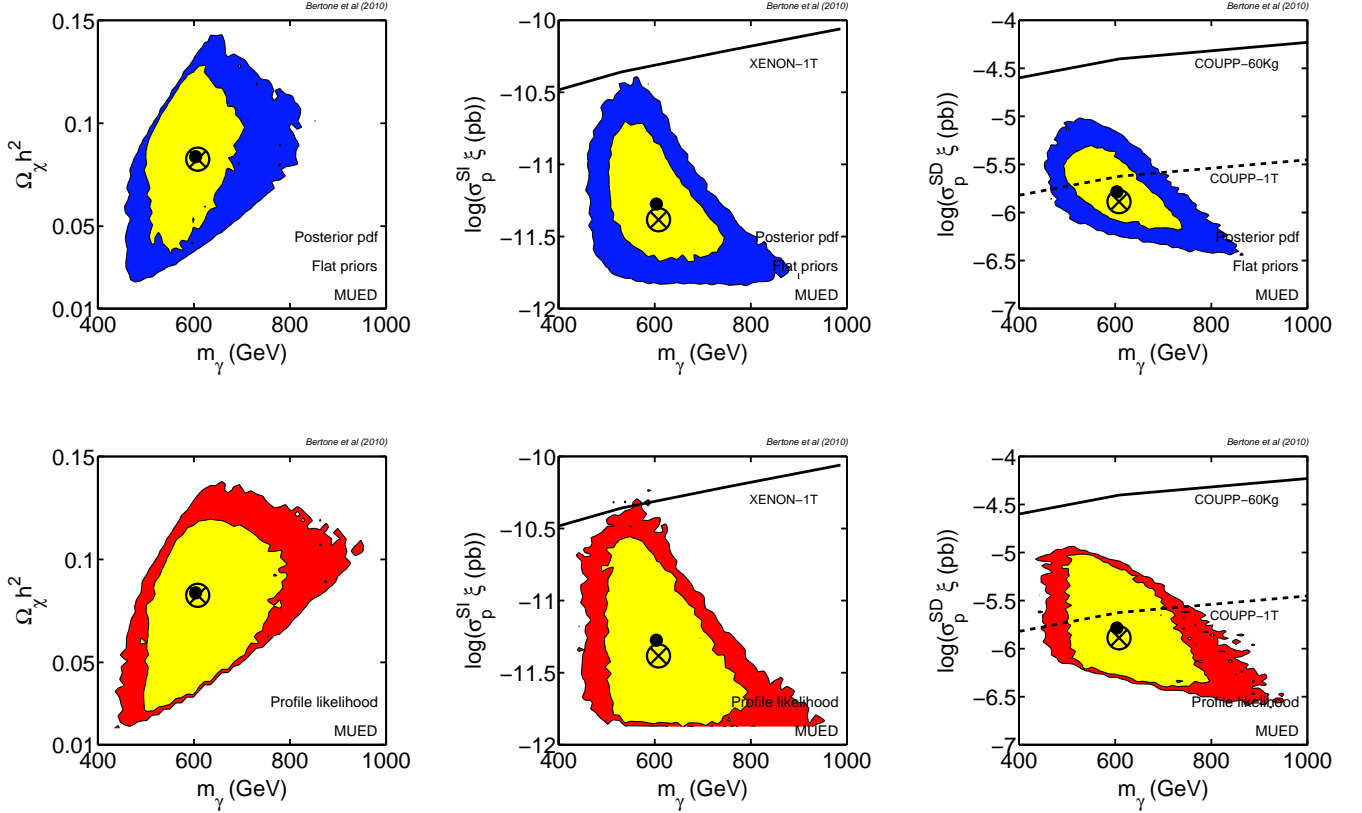 Bertone et al (2010)
0.15
0.1
0.05
0.01
Ω_χ h²
Posterior pdf
Flat priors
MUED
400 600 800 1000
m_γ (GeV)
Bertone et al (2010)
−10
−10.5
−11
−11.5
−12
log(σ_p^SI ξ (pb))
XENON−1T
Posterior pdf
Flat priors
MUED
400 600 800 1000
m_γ (GeV)
Bertone et al (2010)
−4
−4.5
−5
−5.5
−6
−6.5
−7
log(σ_p^SD ξ (pb))
COUPP−60Kg
COUPP−1T
Posterior pdf
Flat priors
MUED
400 600 800 1000
m_γ (GeV)
Bertone et al (2010)
0.15
0.1
0.05
0.01
Ω_χ h²
Profile likelihood
MUED
400 600 800 1000
m_γ (GeV)
Bertone et al (2010)
−10
−10.5
−11
−11.5
−12
log(σ_p^SI ξ (pb))
XENON−1T
Profile likelihood
MUED
400 600 800 1000
m_γ (GeV)
Bertone et al (2010)
−4
−4.5
−5
−5.5
−6
−6.5
−7
log(σ_p^SD ξ (pb))
COUPP−60Kg
COUPP−1T
Profile likelihood
MUED
400 600 800 1000
m_γ (GeV)